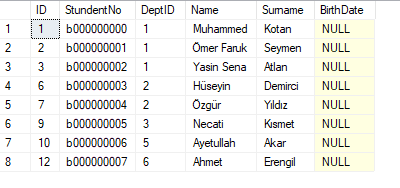 ID StundentNo DeptID Name Surname BirthDate
1 1 b000000000 1 Muhammed Kotan NULL
2 2 b000000001 1 Ömer Faruk Seymen NULL
3 3 b000000002 1 Yasin Sena Atlan NULL
4 6 b000000003 2 Hüseyin Demirci NULL
5 7 b000000004 2 Özgür Yıldız NULL
6 9 b000000005 3 Necati Kısmet NULL
7 10 b000000006 5 Ayetullah Akar NULL
8 12 b000000007 6 Ahmet Erengil NULL